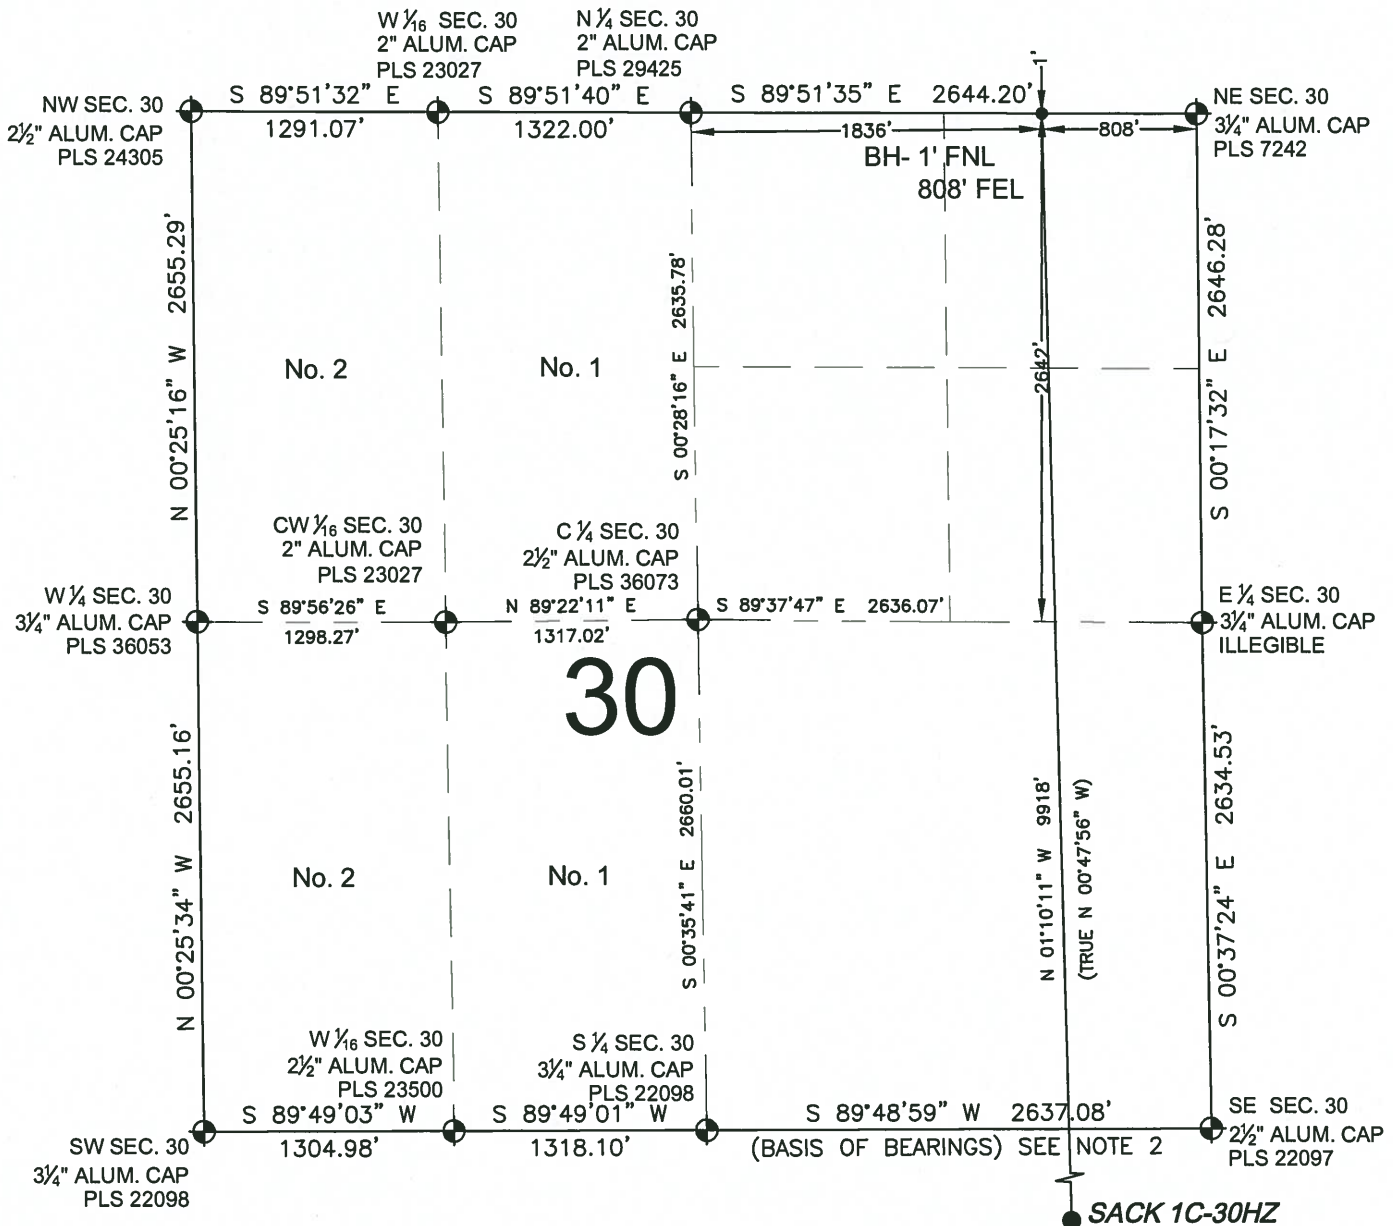 W 1/16 SEC. 30
2" ALUM. CAP
PLS 23027
N 1/4 SEC. 30
2" ALUM. CAP
PLS 29425
1'
NW SEC. 30
2½" ALUM. CAP
PLS 24305
S 89°51'32" E
1291.07'
S 89°51'40" E
1322.00'
S 89°51'35" E 2644.20'
1836'
808'
NE SEC. 30
3¼" ALUM. CAP
PLS 7242
BH- 1' FNL
808' FEL
N 00°25'16" W 2655.29'
No. 2
No. 1
S 00°28'16" E 2635.78'
2642'
S 00°17'32" E 2646.28'
CW 1/16 SEC. 30
2" ALUM. CAP
PLS 23027
C 1/4 SEC. 30
2½" ALUM. CAP
PLS 36073
W 1/4 SEC. 30
3¼" ALUM. CAP
PLS 36053
S 89°56'26" E
1298.27'
N 89°22'11" E
1317.02'
S 89°37'47" E 2636.07'
E 1/4 SEC. 30
3¼" ALUM. CAP
ILLEGIBLE
30
N 00°25'34" W 2655.16'
No. 2
No. 1
S 00°35'41" E 2660.01'
N 01°10'11" W 9918'
(TRUE N 00°47'56" W)
S 00°37'24" E 2634.53'
W 1/16 SEC. 30
2½" ALUM. CAP
PLS 23500
S 1/4 SEC. 30
3¼" ALUM. CAP
PLS 22098
SW SEC. 30
3¼" ALUM. CAP
PLS 22098
S 89°49'03" W
1304.98'
S 89°49'01" W
1318.10'
S 89°48'59" W 2637.08'
(BASIS OF BEARINGS) SEE NOTE 2
SE SEC. 30
2½" ALUM. CAP
PLS 22097
SACK 1C-30HZ